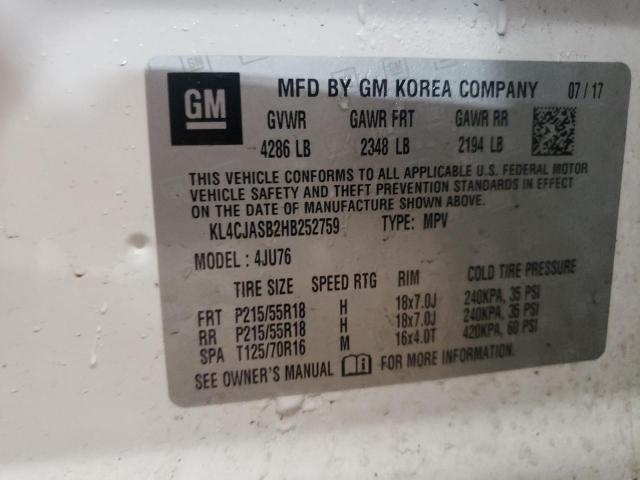 GM
MFD BY GM KOREA COMPANY 07/17
GVWR GAWR FRT GAWR RR
4286 LB 2348 LB 2194 LB
THIS VEHICLE CONFORMS TO ALL APPLICABLE U.S. FEDERAL MOTOR
VEHICLE SAFETY AND THEFT PREVENTION STANDARDS IN EFFECT
ON THE DATE OF MANUFACTURE SHOWN ABOVE.
KL4CJASB2HB252759 TYPE: MPV
MODEL: 4JU76
TIRE SIZE SPEED RTG RIM COLD TIRE PRESSURE
FRT P215/55R18 H 18x7.0J 240KPA, 35 PSI
RR P215/55R18 H 18x7.0J 240KPA, 35 PSI
SPA T125/70R16 M 16x4.0T 420KPA, 60 PSI
SEE OWNER'S MANUAL FOR MORE INFORMATION.